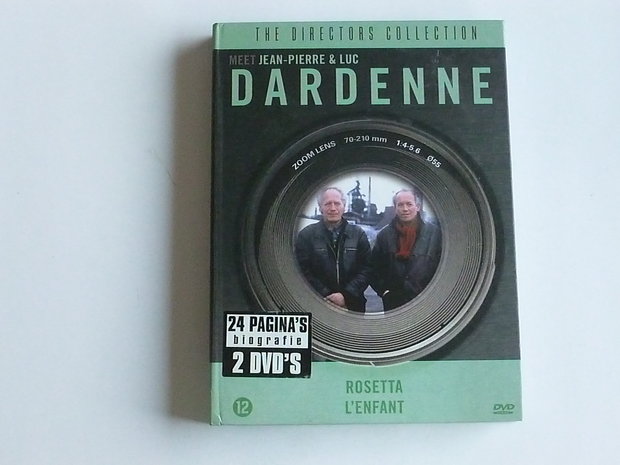 THE DIRECTORS COLLECTION
MEET JEAN-PIERRE & LUC
DARDENNE
ZOOM LENS 70-210 mm 1:4-5.6 Ø55
24 PAGINA'S
biografie
2 DVD'S
ROSETTA
L'ENFANT
12
DVD